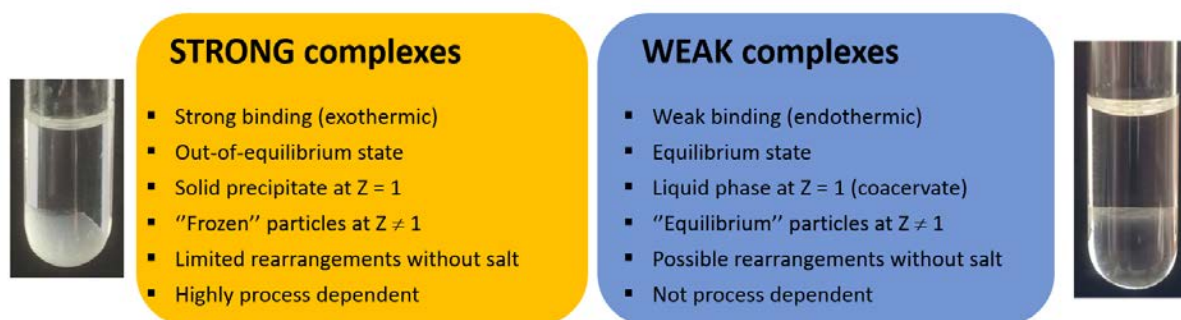 STRONG complexes
▪ Strong binding (exothermic)
▪ Out-of-equilibrium state
▪ Solid precipitate at Z = 1
▪ ‘’Frozen’’ particles at Z ≠ 1
▪ Limited rearrangements without salt
▪ Highly process dependent
WEAK complexes
▪ Weak binding (endothermic)
▪ Equilibrium state
▪ Liquid phase at Z = 1 (coacervate)
▪ “Equilibrium” particles at Z ≠ 1
▪ Possible rearrangements without salt
▪ Not process dependent